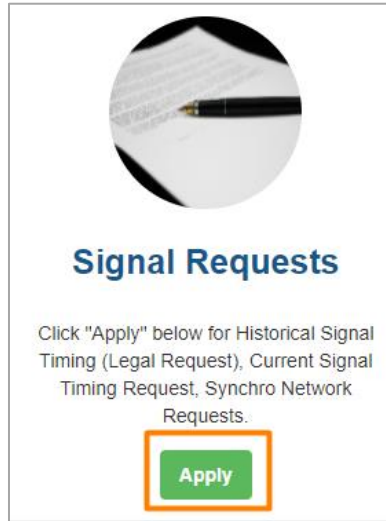 Signal Requests
Click "Apply" below for Historical Signal
Timing (Legal Request), Current Signal
Timing Request, Synchro Network
Requests.
Apply